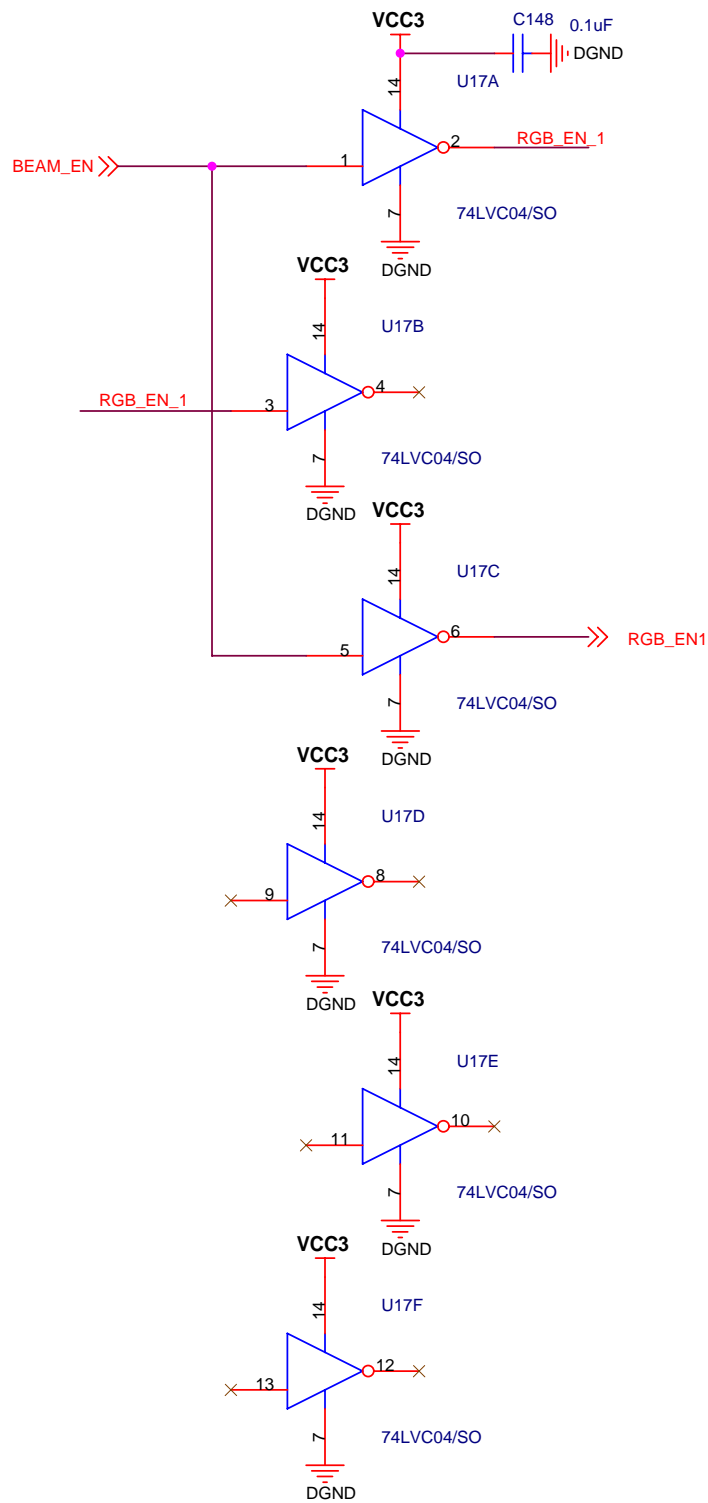 VCC3
C148 0.1uF
DGND
14
U17A
BEAM_EN
1
2
RGB_EN_1
7
74LVC04/SO
DGND
VCC3
14
U17B
RGB_EN_1
3
4
7
74LVC04/SO
DGND
VCC3
14
U17C
5
6
RGB_EN1
7
74LVC04/SO
DGND
VCC3
14
U17D
9
8
7
74LVC04/SO
DGND
VCC3
14
U17E
11
10
7
74LVC04/SO
DGND
VCC3
14
U17F
13
12
7
74LVC04/SO
DGND